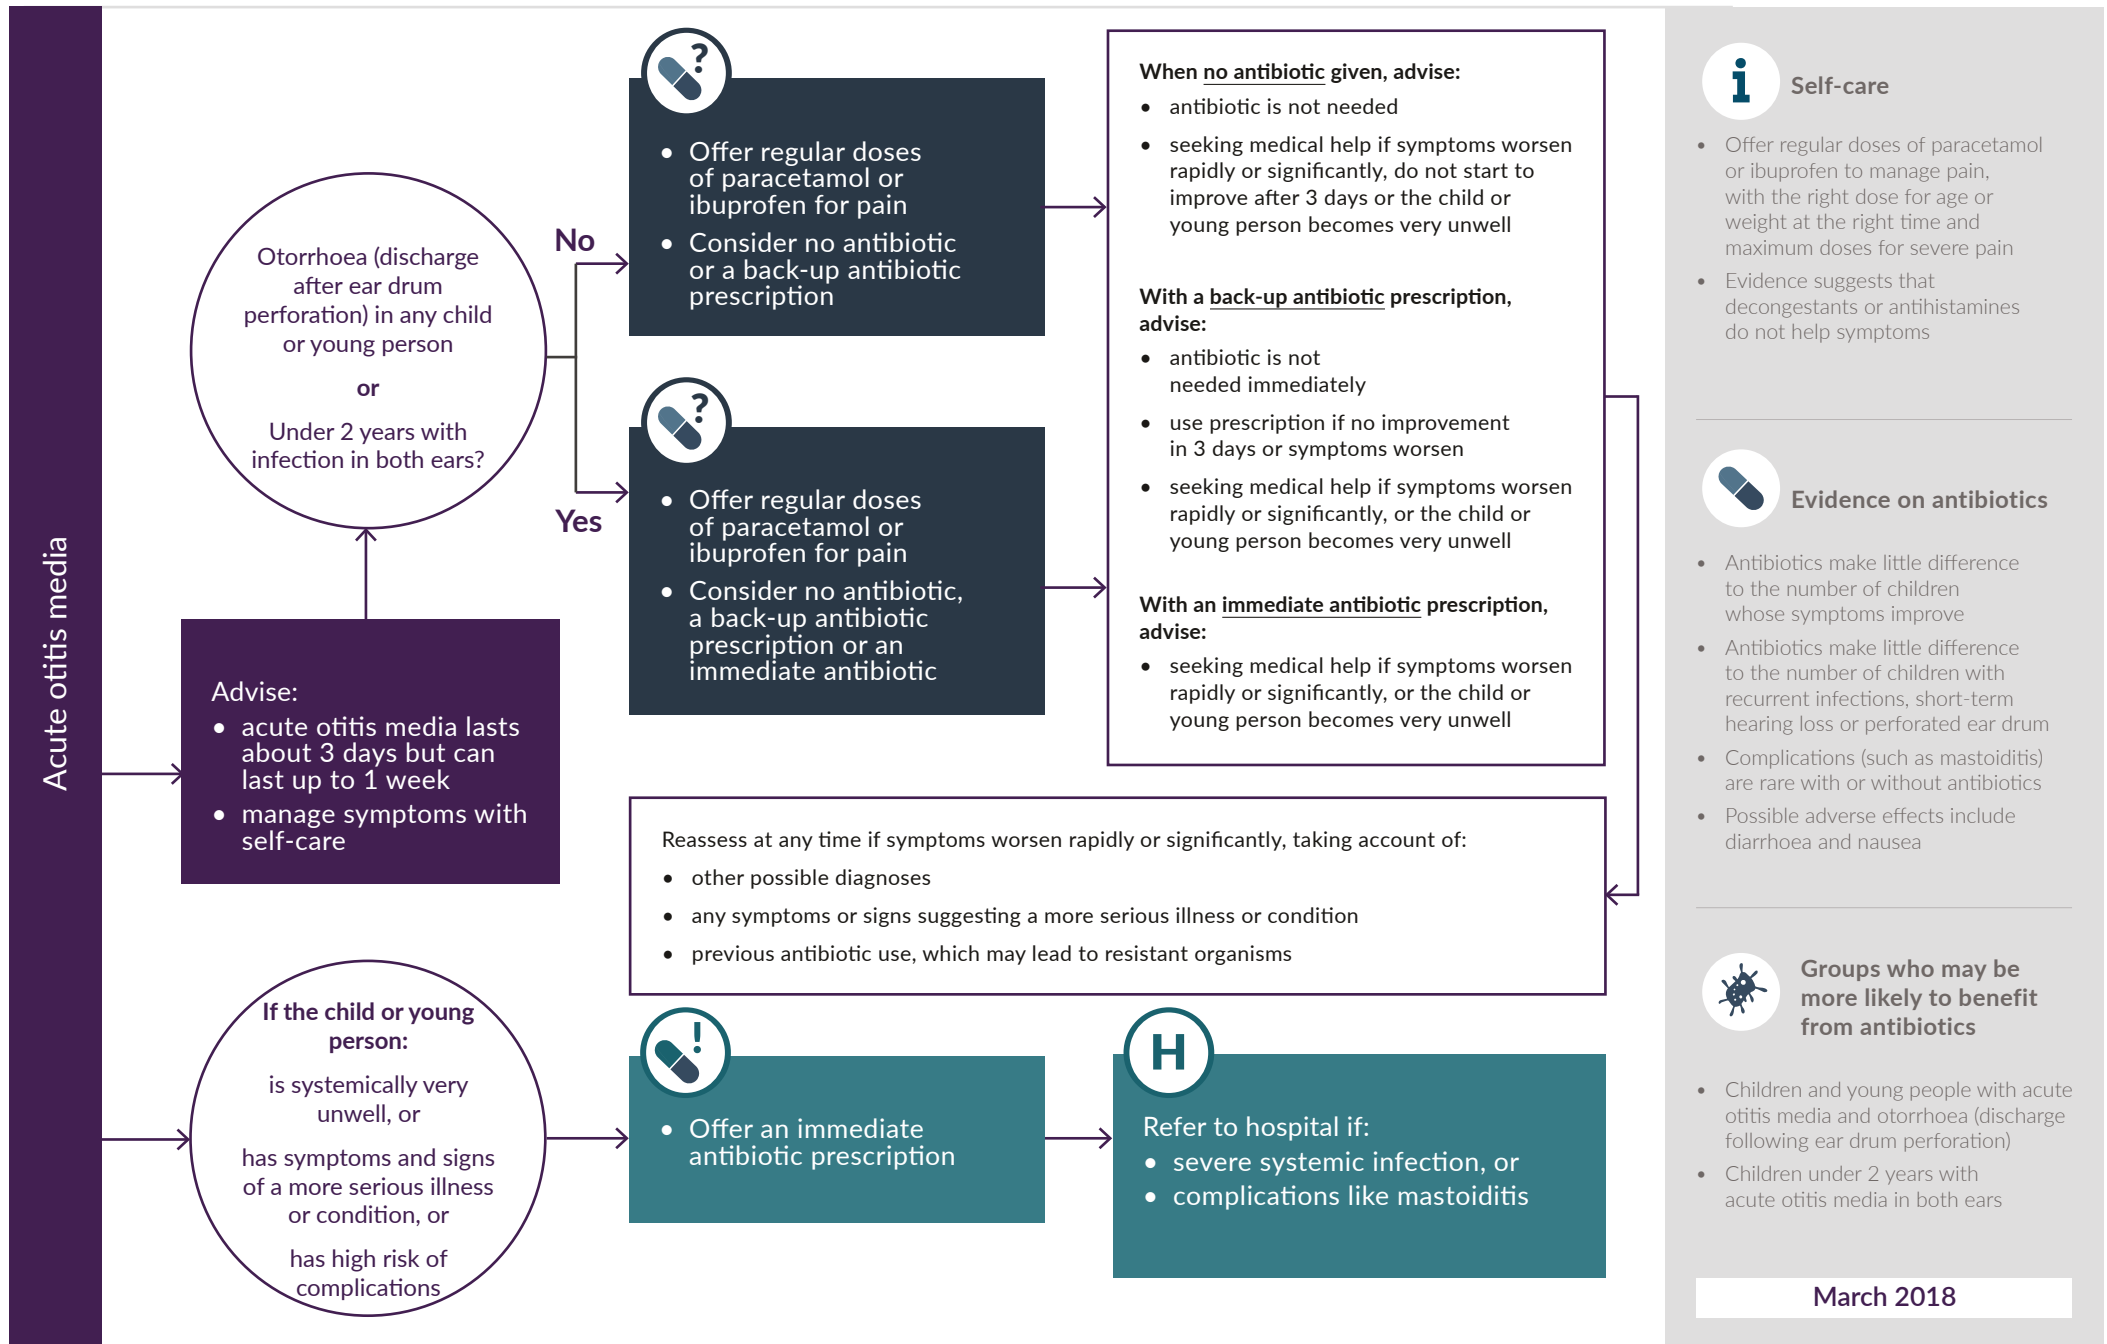 Acute otitis media
Advise:
• acute otitis media lasts
about 3 days but can
last up to 1 week
• manage symptoms with
self-care
Otorrhoea (discharge
after ear drum
perforation) in any child
or young person
or
Under 2 years with
infection in both ears?
No
?
• Offer regular doses
of paracetamol or
ibuprofen for pain
• Consider no antibiotic
or a back-up antibiotic
prescription
Yes
?
• Offer regular doses
of paracetamol or
ibuprofen for pain
• Consider no antibiotic,
a back-up antibiotic
prescription or an
immediate antibiotic
When no antibiotic given, advise:
• antibiotic is not needed
• seeking medical help if symptoms worsen
rapidly or significantly, do not start to
improve after 3 days or the child or
young person becomes very unwell
With a back-up antibiotic prescription,
advise:
• antibiotic is not
needed immediately
• use prescription if no improvement
in 3 days or symptoms worsen
• seeking medical help if symptoms worsen
rapidly or significantly, or the child or
young person becomes very unwell
With an immediate antibiotic prescription,
advise:
• seeking medical help if symptoms worsen
rapidly or significantly, or the child or
young person becomes very unwell
Reassess at any time if symptoms worsen rapidly or significantly, taking account of:
• other possible diagnoses
• any symptoms or signs suggesting a more serious illness or condition
• previous antibiotic use, which may lead to resistant organisms
If the child or young
person:
is systemically very
unwell, or
has symptoms and signs
of a more serious illness
or condition, or
has high risk of
complications
!
• Offer an immediate
antibiotic prescription
H
Refer to hospital if:
• severe systemic infection, or
• complications like mastoiditis
i
Self-care
• Offer regular doses of paracetamol
or ibuprofen to manage pain,
with the right dose for age or
weight at the right time and
maximum doses for severe pain
• Evidence suggests that
decongestants or antihistamines
do not help symptoms
Evidence on antibiotics
• Antibiotics make little difference
to the number of children
whose symptoms improve
• Antibiotics make little difference
to the number of children with
recurrent infections, short-term
hearing loss or perforated ear drum
• Complications (such as mastoiditis)
are rare with or without antibiotics
• Possible adverse effects include
diarrhoea and nausea
Groups who may be
more likely to benefit
from antibiotics
• Children and young people with acute
otitis media and otorrhoea (discharge
following ear drum perforation)
• Children under 2 years with
acute otitis media in both ears
March 2018